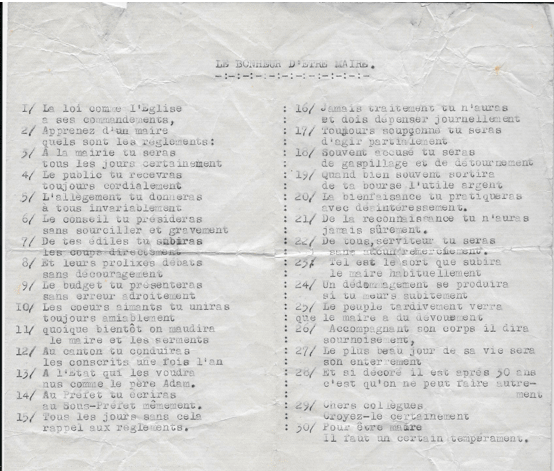 LE BONHEUR D'ETRE MAIRE.
-:-:-:-:-:-:-:-:-:-:-
1/ La loi comme l'Eglise
a ses commandements,
2/ Apprenez d'un maire
quels sont les reglements:
3/ A la mairie tu seras
tous les jours certainement
4/ Le public tu recevras
toujours cordialement
5/ L'allegement tu donneras
à tous invariablement
6/ Le conseil tu présideras
sans sourciller et gravement
7/ De tes édiles tu subiras
les coups directement
8/ Et leurs prolixes débats
sans découragement
9/ Le budget tu présenteras
sans erreur adroitement
10/ Les coeurs aimants tu uniras
toujours amiablement
11/ quoique bientôt on maudira
le maire et les serments
12/ Au canton tu conduiras
les conscrits une fois l'an
13/ A l'Etat qui les voudra
nus comme le père Adam.
14/ Au Préfet tu écriras
au Sous-Préfet mêmement.
15/ Tous les jours sans cela
rappel aux règlements.
: 16/ Jamais traitement tu n'auras
: et dois dépenser journellement
: 17/ Toujours soupçonné tu seras
: d'agir partialement
: 18/ Souvent accusé tu seras
: de gaspillage et de détournement
: 19/ Quand bien souvent sortira
: de ta bourse l'utile argent
: 20/ La bienfaisance tu pratiqueras
: avec désinteressement.
: 21/ De la reconnaisance tu n'auras
: jamais sûrement.
: 22/ De tous,serviteur tu seras
: sans
: 23/ Tel est le sort que subira
: le maire habituellement
: 24/ Un dédommagement se produira
: si tu meurs subitement
: 25/ Le peuple tardivement verra
que le maire a du dévoument
: 26/ Accompagnant son corps il dira
: sournoisement,
: 27/ Le plus beau jour de sa vie sera
: son enterrement
: 28/ Et si décoré il est après 30 ans
: c'est qu'on ne peut faire autre-
ment
: 29/ Chers collègues
: croyez-le certainement
: 30/ Pour être maire
il faut un certain tempérament.